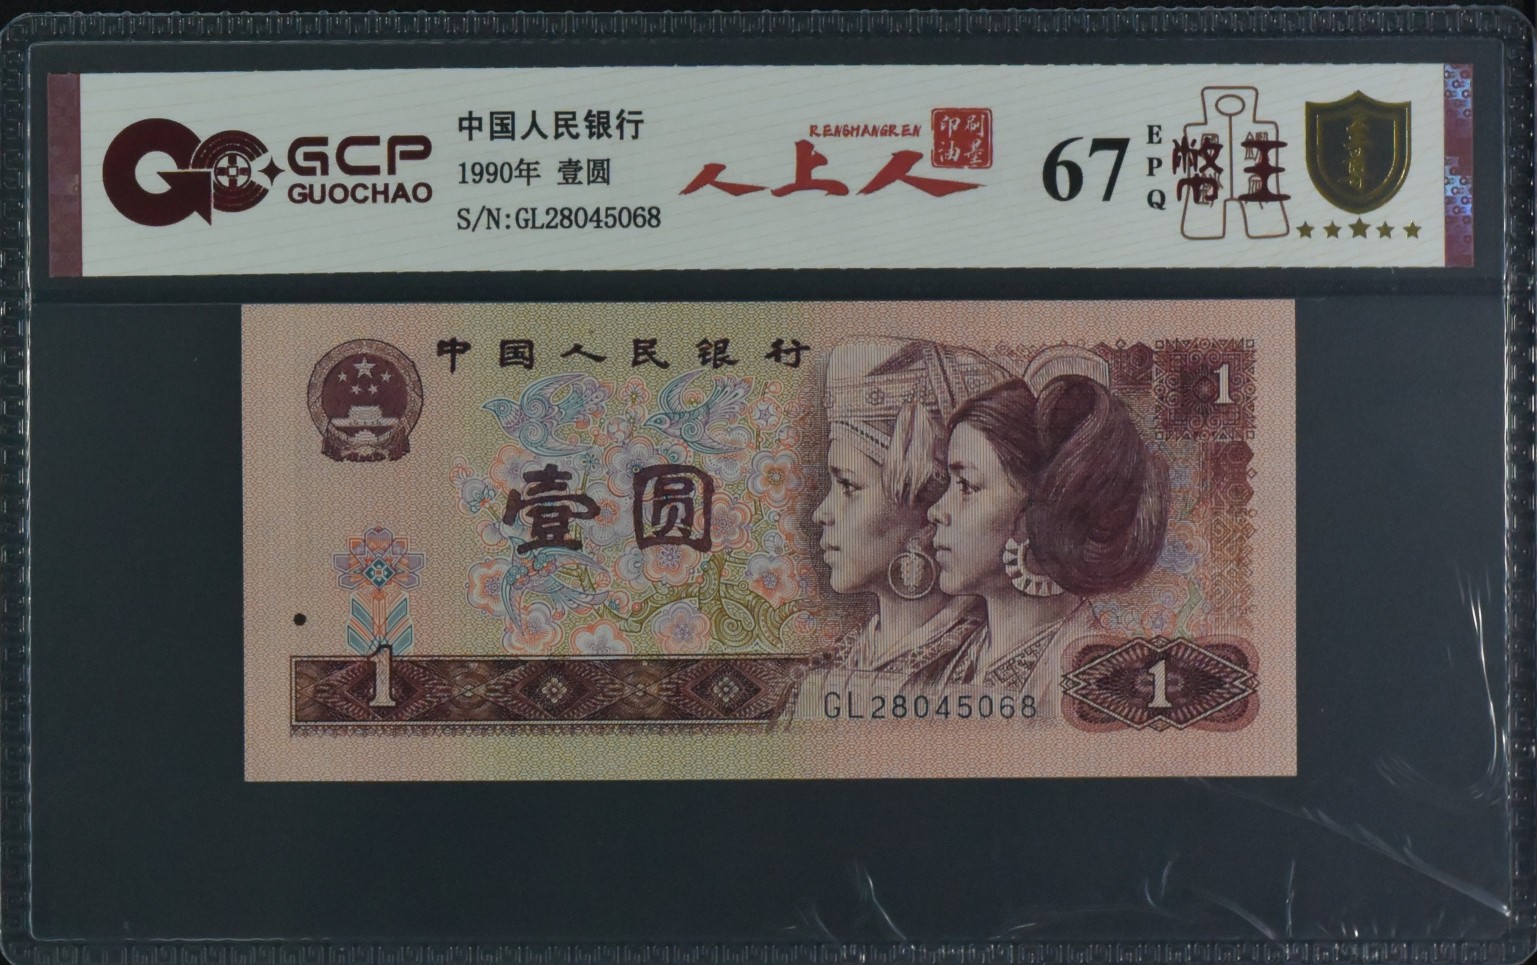 GCP
GUOCHAO
中国人民银行
1990年 壹圆
S/N:GL28045068
RENSHANGREN
人上人
印刷
油墨
67
EPQ
中国人民银行
1
壹圆
1
GL28045068
1